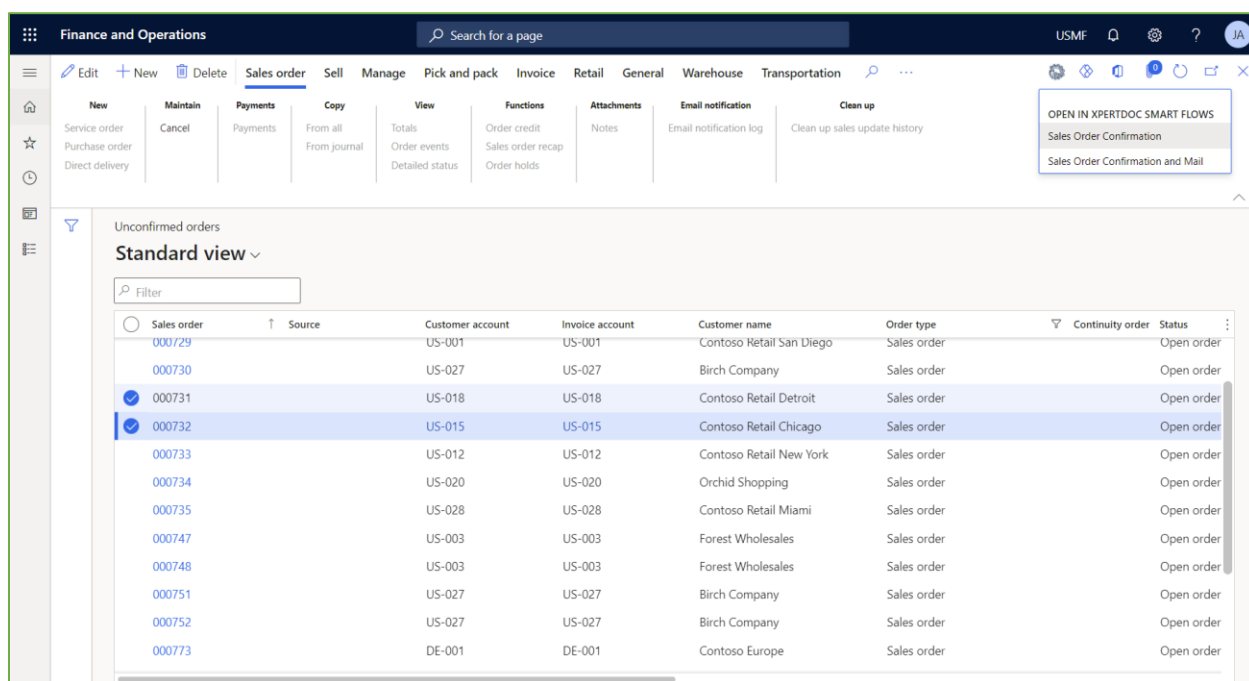 Finance and Operations Search for a page USMF ? JA
Edit New Delete Sales order Sell Manage Pick and pack Invoice Retail General Warehouse Transportation ... 0
New Maintain Payments Copy View Functions Attachments Email notification Clean up
OPEN IN XPERTDOC SMART FLOWS
Service order Cancel Payments From all Totals Order credit Notes Email notification log Clean up sales update history
Sales Order Confirmation
Purchase order From journal Order events Sales order recap
Direct delivery Detailed status Order holds
Sales Order Confirmation and Mail
Unconfirmed orders
Standard view
Filter
Sales order Source Customer account Invoice account Customer name Order type Continuity order Status
000729 US-001 US-001 Contoso Retail San Diego Sales order Open order
000730 US-027 US-027 Birch Company Sales order Open order
000731 US-018 US-018 Contoso Retail Detroit Sales order Open order
000732 US-015 US-015 Contoso Retail Chicago Sales order Open order
000733 US-012 US-012 Contoso Retail New York Sales order Open order
000734 US-020 US-020 Orchid Shopping Sales order Open order
000735 US-028 US-028 Contoso Retail Miami Sales order Open order
000747 US-003 US-003 Forest Wholesales Sales order Open order
000748 US-003 US-003 Forest Wholesales Sales order Open order
000751 US-027 US-027 Birch Company Sales order Open order
000752 US-027 US-027 Birch Company Sales order Open order
000773 DE-001 DE-001 Contoso Europe Sales order Open order